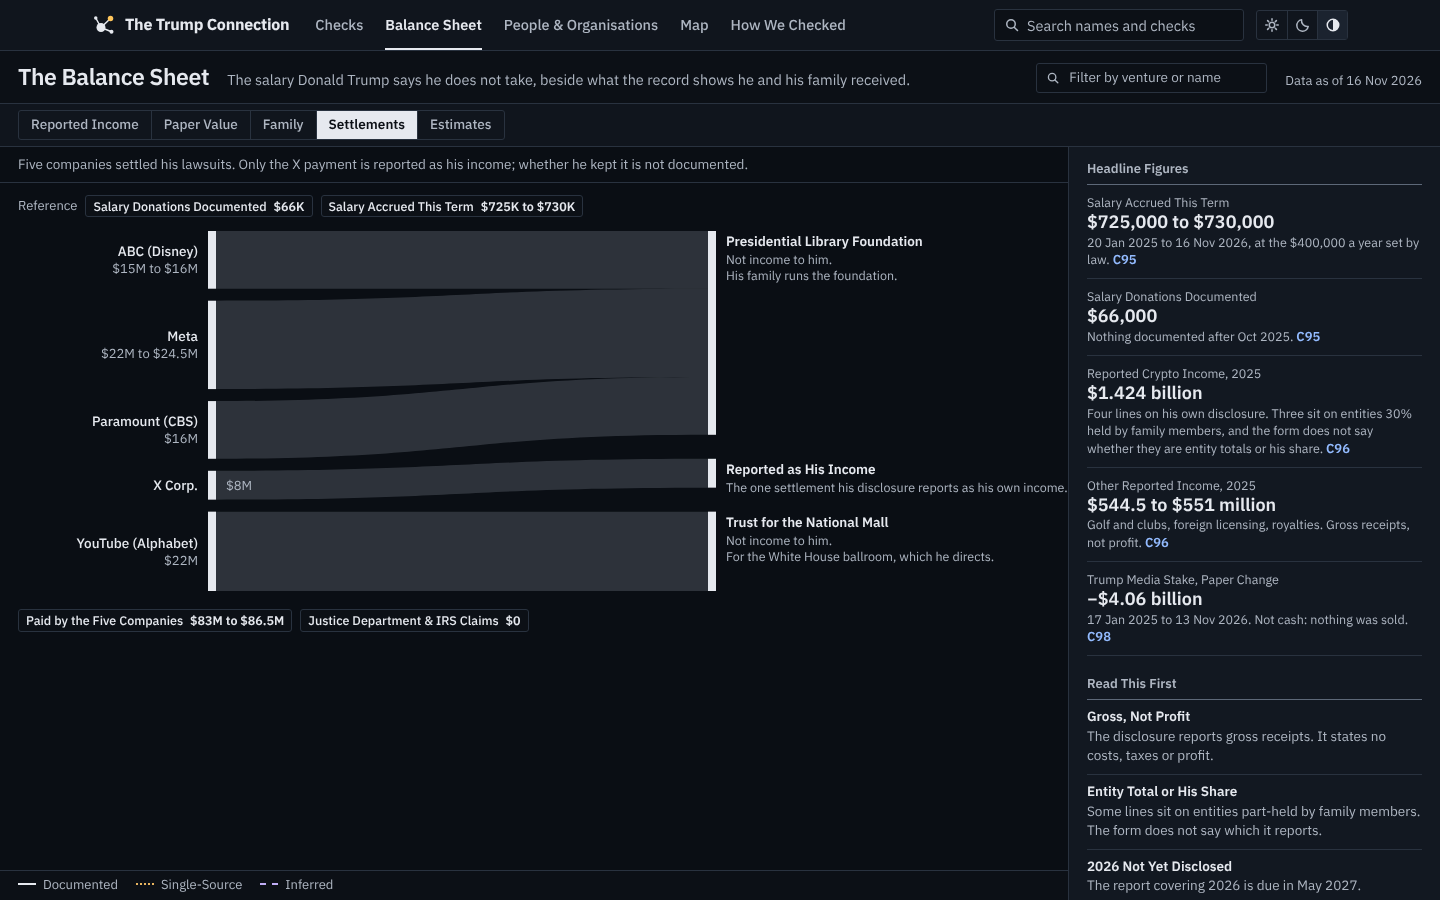 The Trump Connection
Checks
Balance Sheet
People & Organisations
Map
How We Checked
Search names and checks
The Balance Sheet
The salary Donald Trump says he does not take, beside what the record shows he and his family received.
Filter by venture or name
Data as of 16 Nov 2026
Reported Income
Paper Value
Family
Settlements
Estimates
Five companies settled his lawsuits. Only the X payment is reported as his income; whether he kept it is not documented.
Reference
Salary Donations Documented $66K
Salary Accrued This Term $725K to $730K
ABC (Disney)
$15M to $16M
Meta
$22M to $24.5M
Paramount (CBS)
$16M
X Corp.
$8M
YouTube (Alphabet)
$22M
Presidential Library Foundation
Not income to him.
His family runs the foundation.
Reported as His Income
The one settlement his disclosure reports as his own income.
Trust for the National Mall
Not income to him.
For the White House ballroom, which he directs.
Paid by the Five Companies $83M to $86.5M
Justice Department & IRS Claims $0
Documented
Single-Source
Inferred
Headline Figures
Salary Accrued This Term
$725,000 to $730,000
20 Jan 2025 to 16 Nov 2026, at the $400,000 a year set by
law. C95
Salary Donations Documented
$66,000
Nothing documented after Oct 2025. C95
Reported Crypto Income, 2025
$1.424 billion
Four lines on his own disclosure. Three sit on entities 30%
held by family members, and the form does not say
whether they are entity totals or his share. C96
Other Reported Income, 2025
$544.5 to $551 million
Golf and clubs, foreign licensing, royalties. Gross receipts,
not profit. C96
Trump Media Stake, Paper Change
−$4.06 billion
17 Jan 2025 to 13 Nov 2026. Not cash: nothing was sold.
C98
Read This First
Gross, Not Profit
The disclosure reports gross receipts. It states no
costs, taxes or profit.
Entity Total or His Share
Some lines sit on entities part-held by family members.
The form does not say which it reports.
2026 Not Yet Disclosed
The report covering 2026 is due in May 2027.